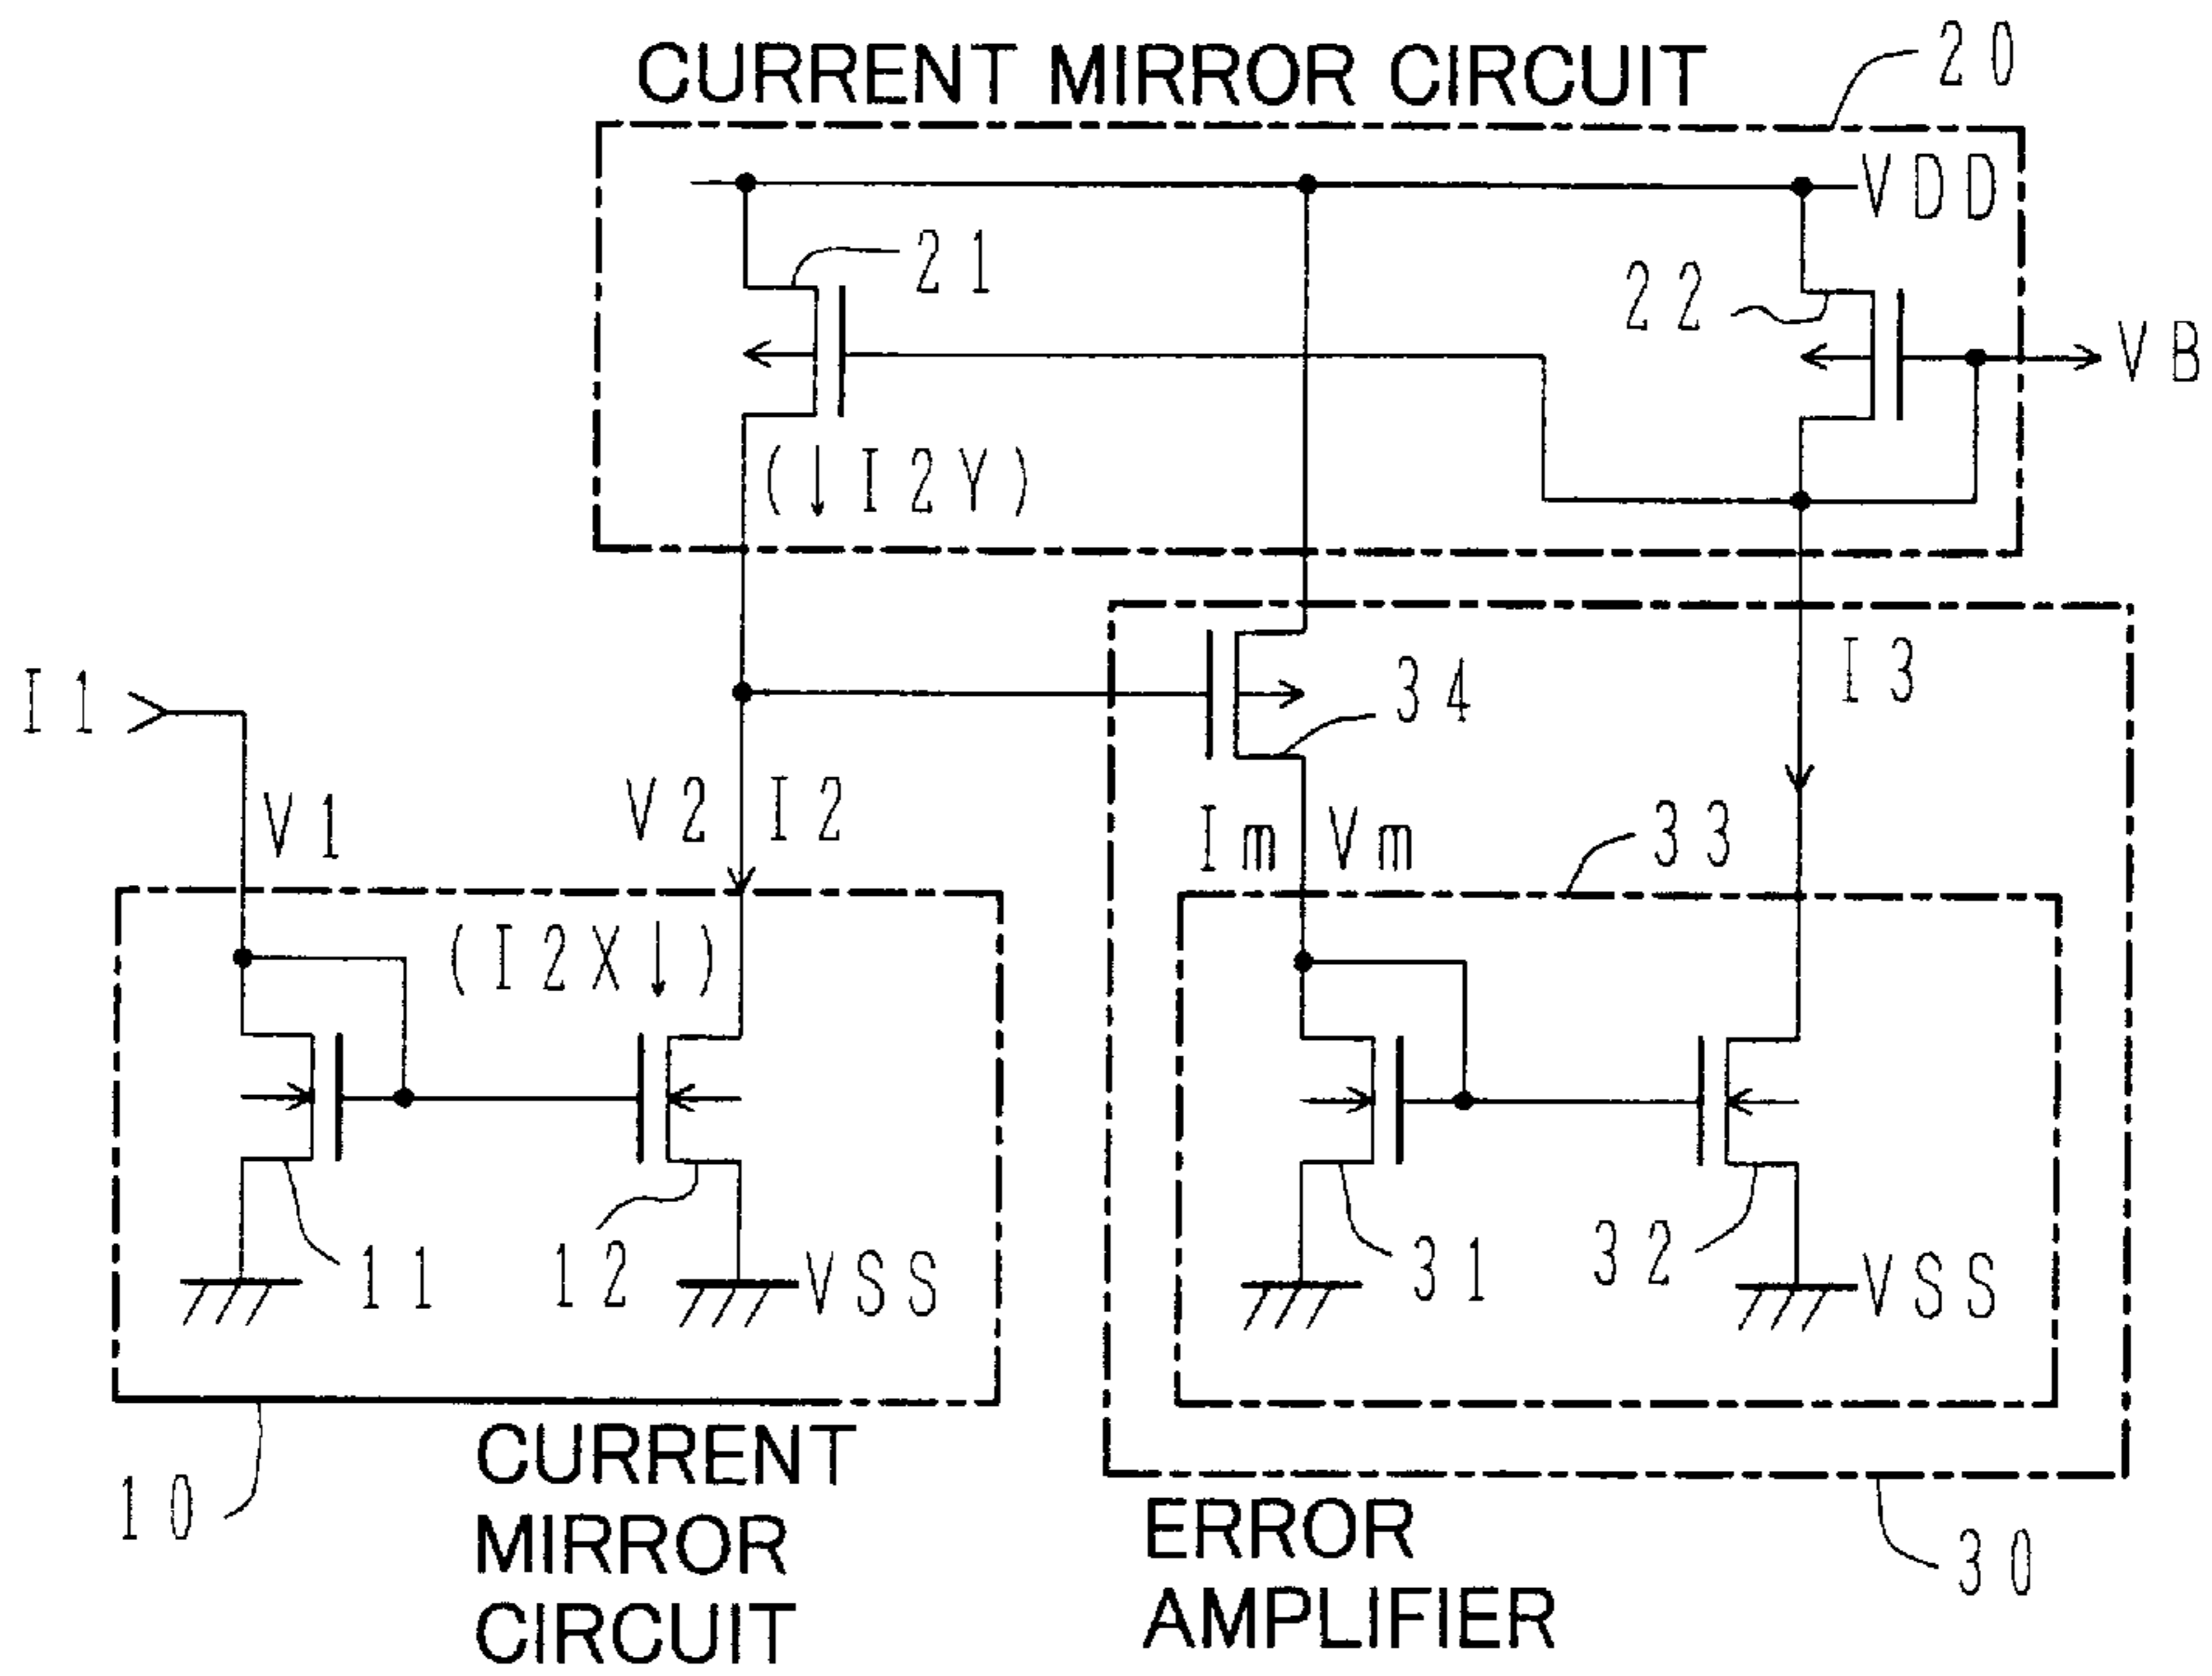 CURRENT MIRROR CIRCUIT
20
VDD
21
22
VB
(↓I2Y)
I3
34
I1
V1
V2 I2
Im Vm
33
(I2X↓)
11
12
VSS
31
32
VSS
10
CURRENT
MIRROR
CIRCUIT
ERROR
AMPLIFIER
30